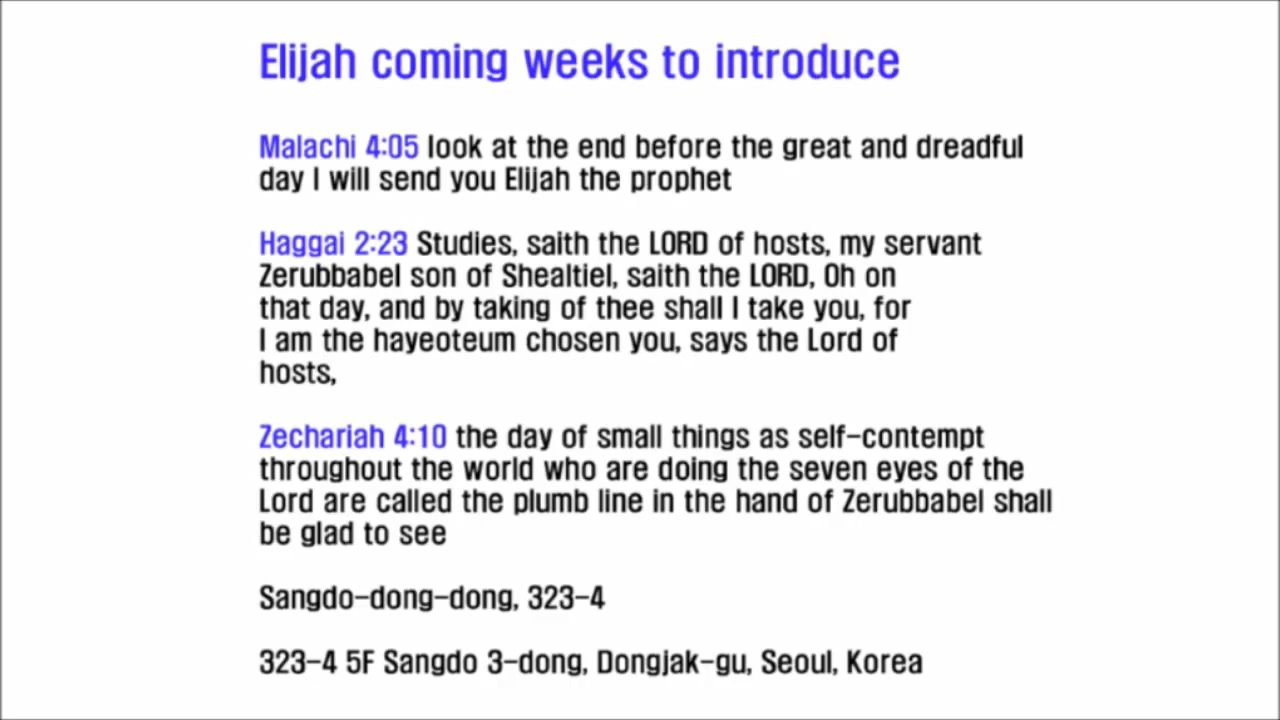 Elijah coming weeks to introduce
Malachi 4:05 look at the end before the great and dreadful
day I will send you Elijah the prophet
Haggai 2:23 Studies, saith the LORD of hosts, my servant
Zerubbabel son of Shealtiel, saith the LORD, Oh on
that day, and by taking of thee shall I take you, for
I am the hayeoteum chosen you, says the Lord of
hosts,
Zechariah 4:10 the day of small things as self-contempt
throughout the world who are doing the seven eyes of the
Lord are called the plumb line in the hand of Zerubbabel shall
be glad to see
Sangdo-dong-dong, 323-4
323-4 5F Sangdo 3-dong, Dongjak-gu, Seoul, Korea